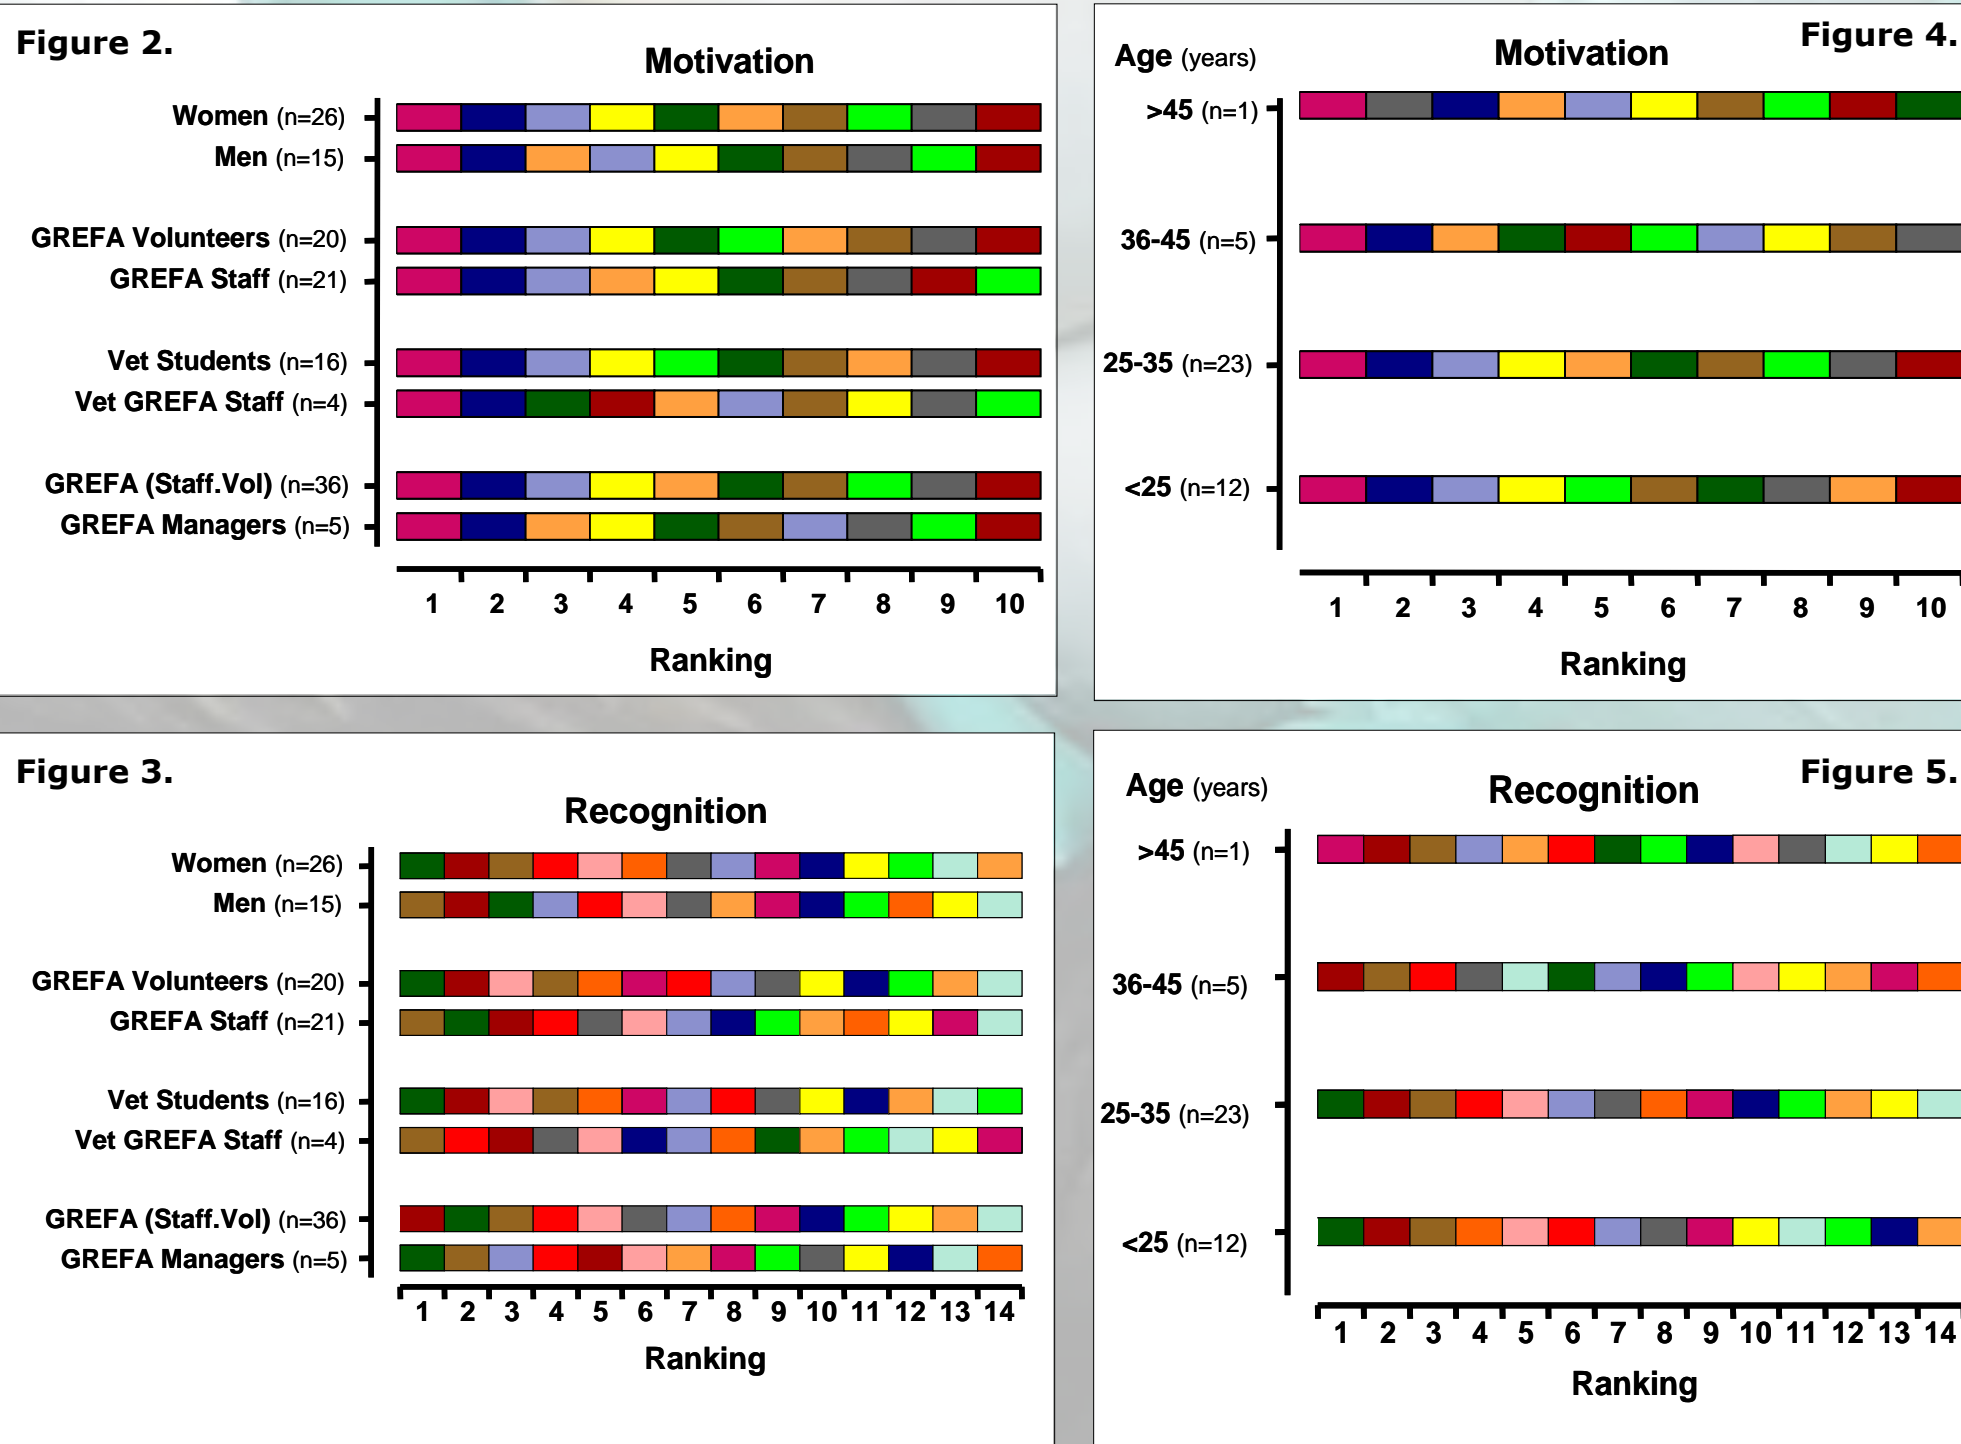 Figure 2.
Motivation
Women (n=26)
Men (n=15)
GREFA Volunteers (n=20)
GREFA Staff (n=21)
Vet Students (n=16)
Vet GREFA Staff (n=4)
GREFA (Staff.Vol) (n=36)
GREFA Managers (n=5)
1 2 3 4 5 6 7 8 9 10
Ranking
Figure 4.
Age (years)
Motivation
>45 (n=1)
36-45 (n=5)
25-35 (n=23)
<25 (n=12)
1 2 3 4 5 6 7 8 9 10
Ranking
Figure 3.
Recognition
Women (n=26)
Men (n=15)
GREFA Volunteers (n=20)
GREFA Staff (n=21)
Vet Students (n=16)
Vet GREFA Staff (n=4)
GREFA (Staff.Vol) (n=36)
GREFA Managers (n=5)
1 2 3 4 5 6 7 8 9 10 11 12 13 14
Ranking
Figure 5.
Age (years)
Recognition
>45 (n=1)
36-45 (n=5)
25-35 (n=23)
<25 (n=12)
1 2 3 4 5 6 7 8 9 10 11 12 13 14
Ranking